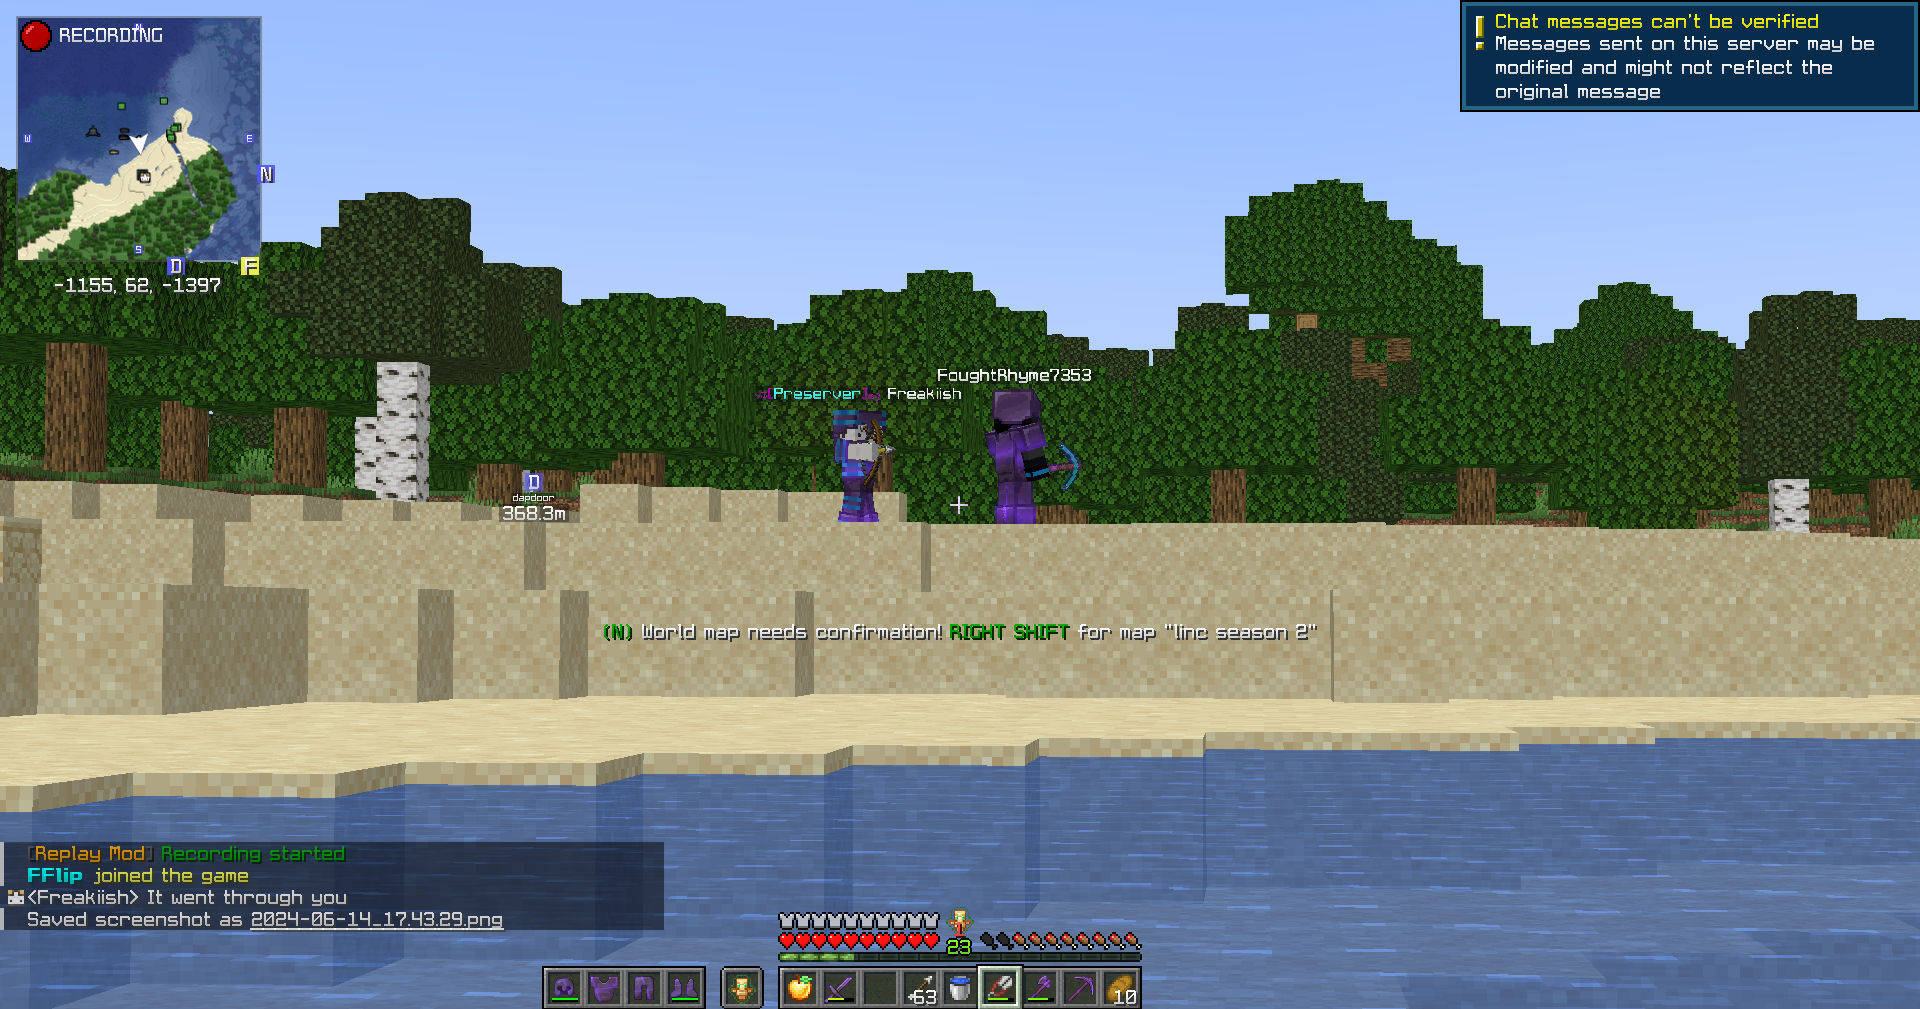 RECORDING
N
W
E
N
S
D
F
-1155, 62, -1397
Chat messages can't be verified
Messages sent on this server may be
modified and might not reflect the
original message
FoughtRhyme7353
[Preserver] Freakiish
D
dapdoor
368.3m
(N) World map needs confirmation! RIGHT SHIFT for map "linc season 2"
[Replay Mod] Recording started
FFlip joined the game
<Freakiish> It went through you
Saved screenshot as 2024-06-14_17.43.29.png
23
63
10